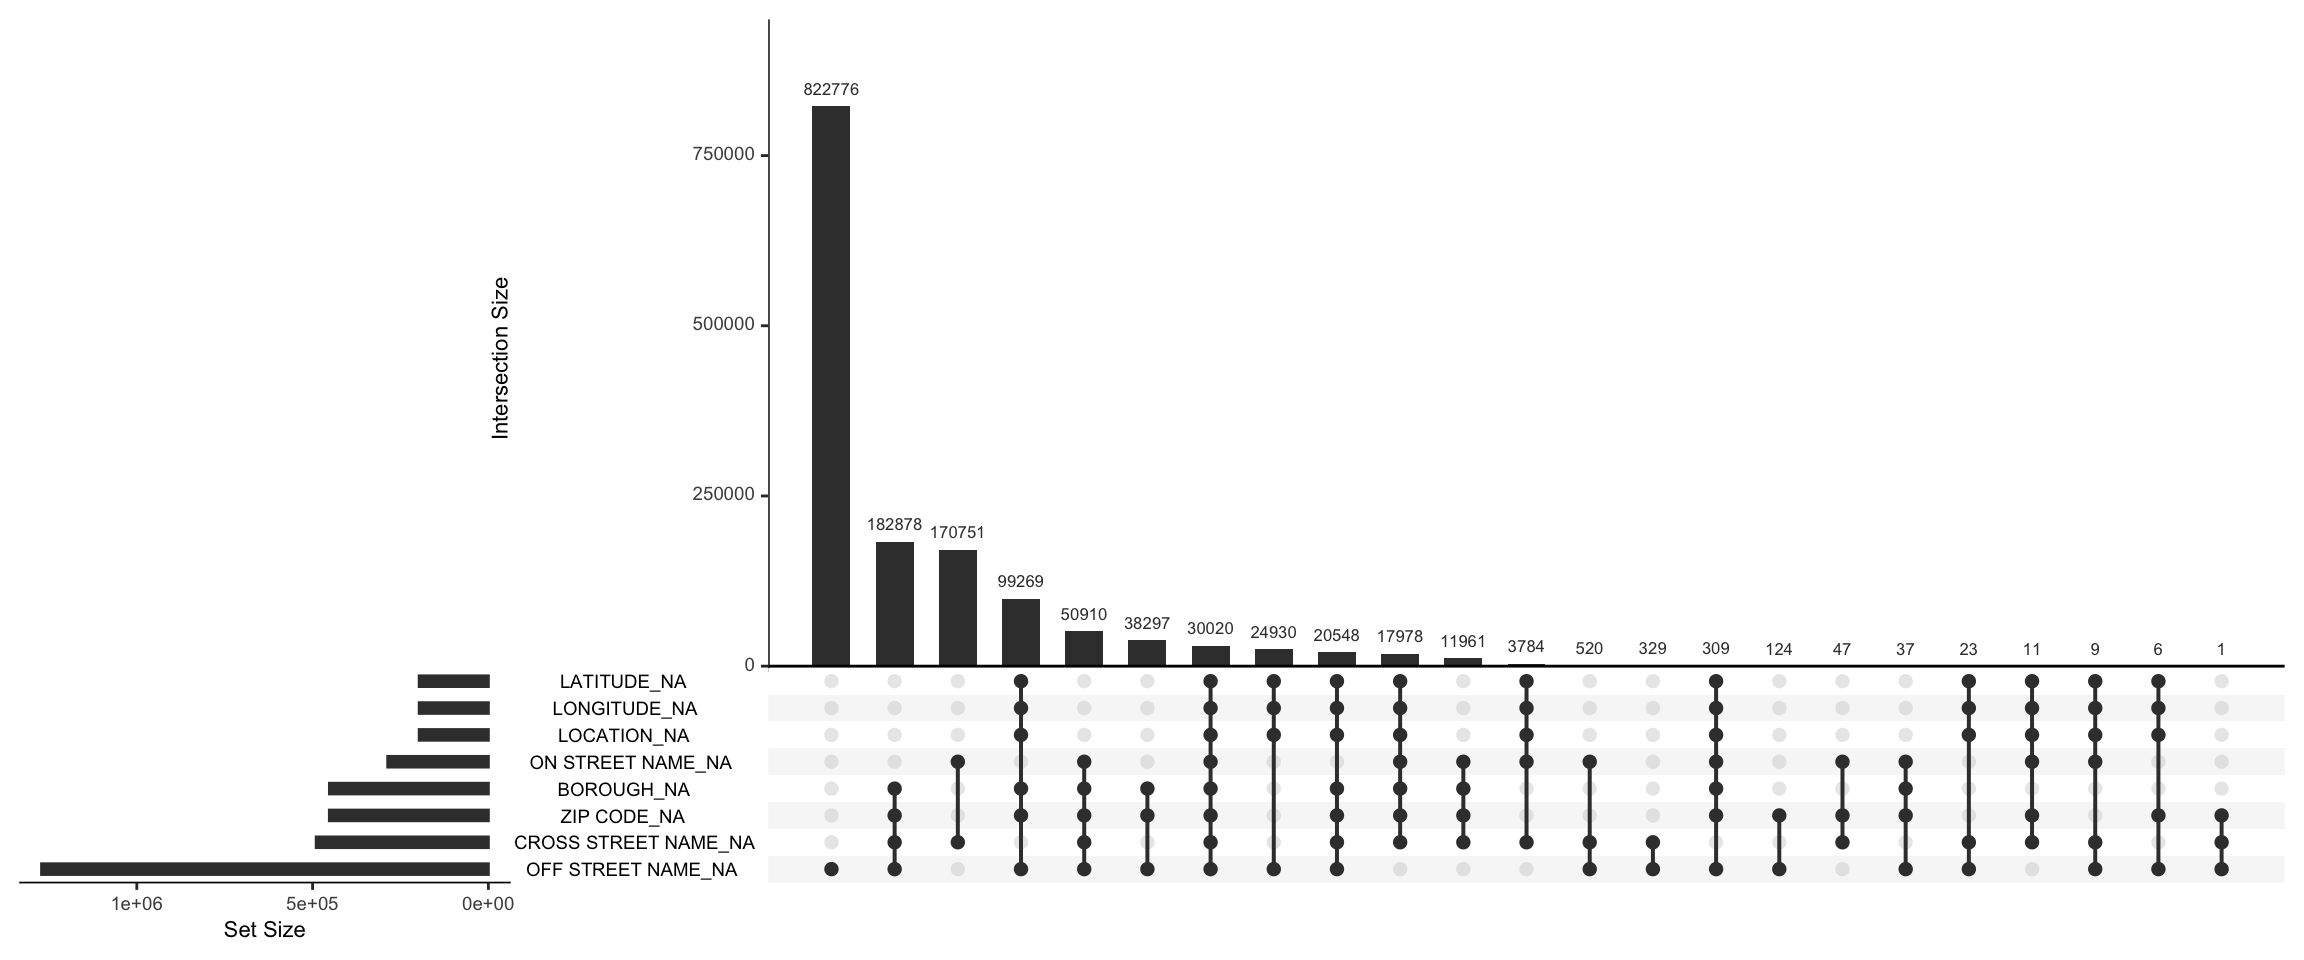 822776
750000
500000
250000
0
Intersection Size
182878
170751
99269
50910
38297
30020
24930
20548
17978
11961
3784
520
329
309
124
47
37
23
11
9
6
1
LATITUDE_NA
LONGITUDE_NA
LOCATION_NA
ON STREET NAME_NA
BOROUGH_NA
ZIP CODE_NA
CROSS STREET NAME_NA
OFF STREET NAME_NA
1e+06 5e+05 0e+00
Set Size